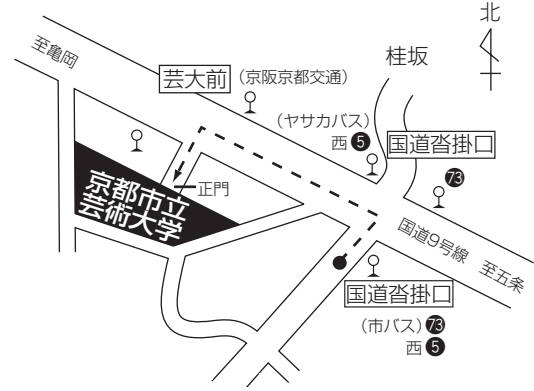 北
至亀岡
芸大前
（京阪京都交通）
桂坂
（ヤサカバス）
西 5
国道沓掛口
73
京都市立
芸術大学
正門
国道9号線
至五条
国道沓掛口
（市バス） 73
西 5